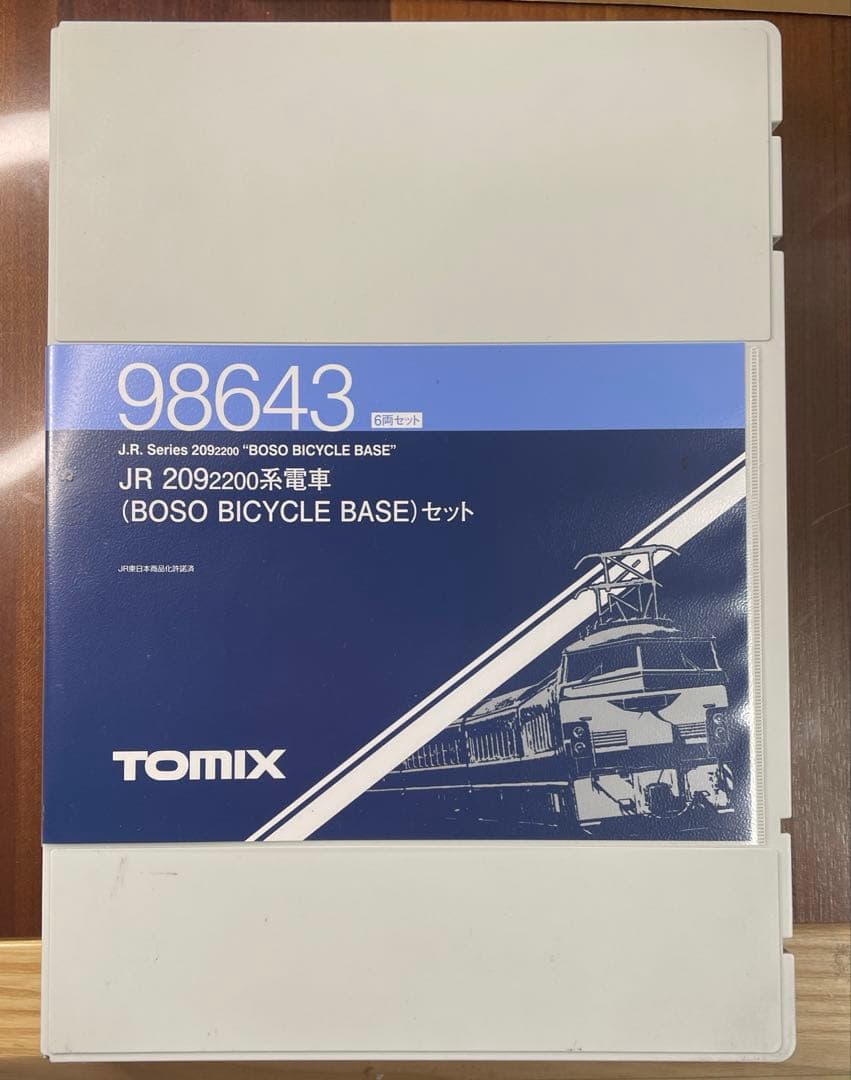 98643 6両セット
J.R. Series 2092200 “BOSO BICYCLE BASE”
JR 2092200系電車
(BOSO BICYCLE BASE)セット
JR東日本商品化許諾済
TOMIX